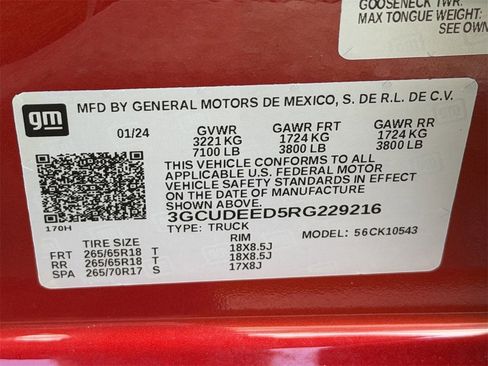 GOOSENECK TWR:
MAX TONGUE WEIGHT:
SEE OWN
gm
MFD BY GENERAL MOTORS DE MEXICO, S. DE R.L. DE C.V.
01/24 GVWR GAWR FRT GAWR RR
3221 KG 1724 KG 1724 KG
7100 LB 3800 LB 3800 LB
THIS VEHICLE CONFORMS TO ALL
APPLICABLE U.S. FEDERAL MOTOR
VEHICLE SAFETY STANDARDS IN EFFECT
ON THE DATE OF MANUFACTURE
SHOWN ABOVE.
3GCUDEED5RG229216
170H
TYPE: TRUCK MODEL: 56CK10543
TIRE SIZE RIM
FRT 265/65R18 T 18X8.5J
RR 265/65R18 T 18X8.5J
SPA 265/70R17 S 17X8J